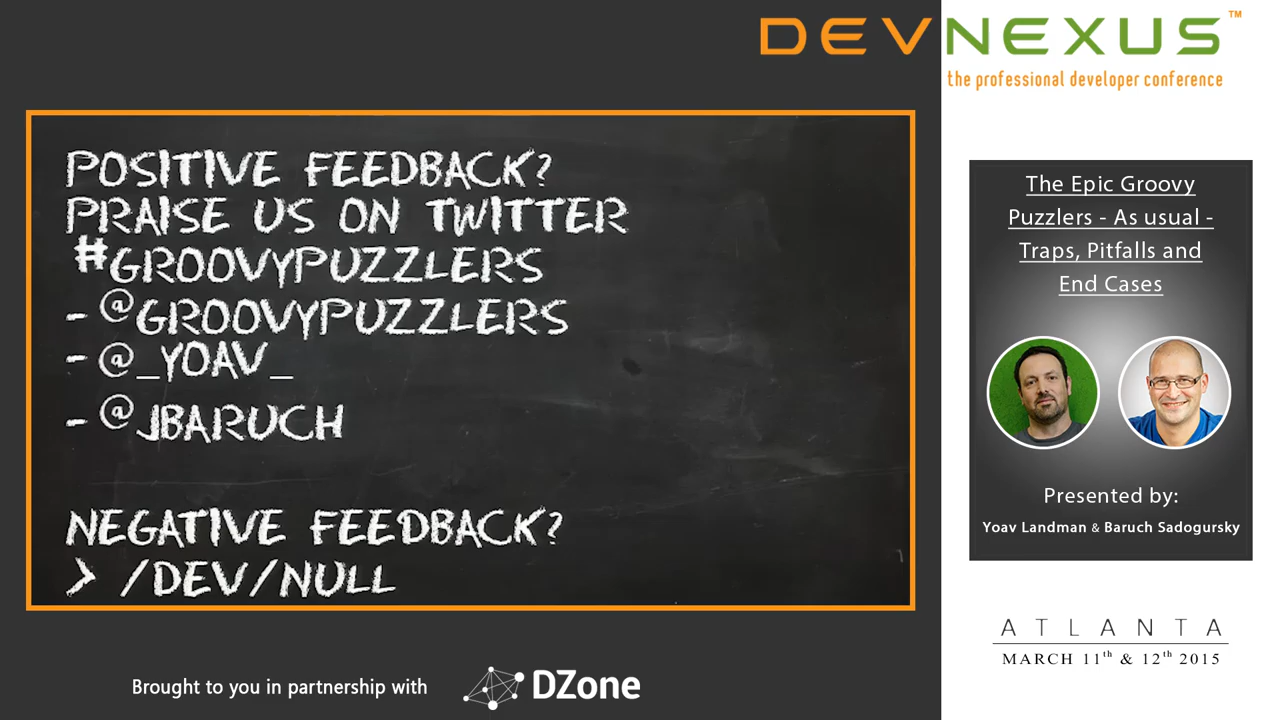 DEVNEXUS™
the professional developer conference
POSITIVE FEEDBACK?
PRAISE US ON TWITTER
#GROOVYPUZZLERS
- @GROOVYPUZZLERS
- @_YOAV_
- @JBARUCH
NEGATIVE FEEDBACK?
> /DEV/NULL
The Epic Groovy
Puzzlers - As usual -
Traps, Pitfalls and
End Cases
Presented by:
Yoav Landman & Baruch Sadogursky
ATLANTA
MARCH 11th & 12th 2015
Brought to you in partnership with
DZone